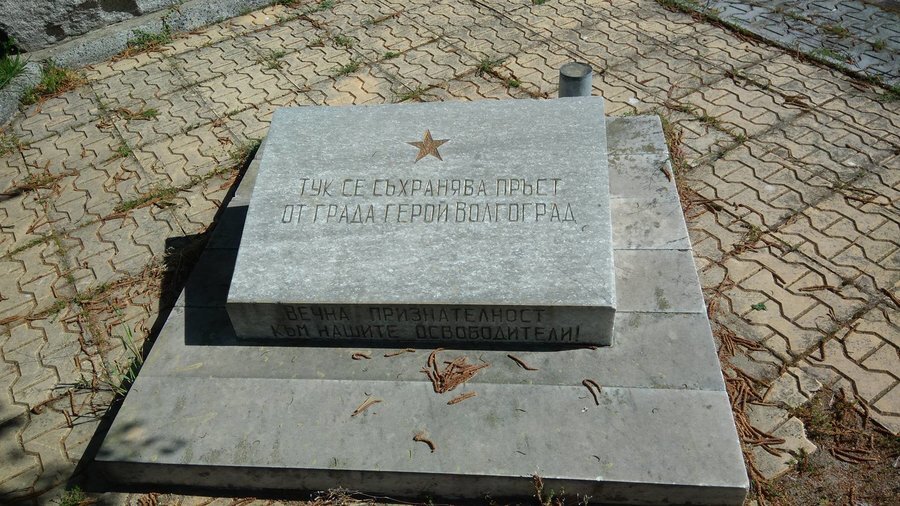 ТУК СЕ СЪХРАНЯВА ПРЪСТ
ОТ ГРАДА ГЕРОЙ ВОЛГОГРАД
ВЕЧНА ПРИЗНАТЕЛНОСТ
КЪМ НАШИТЕ ОСВОБОДИТЕЛИ!